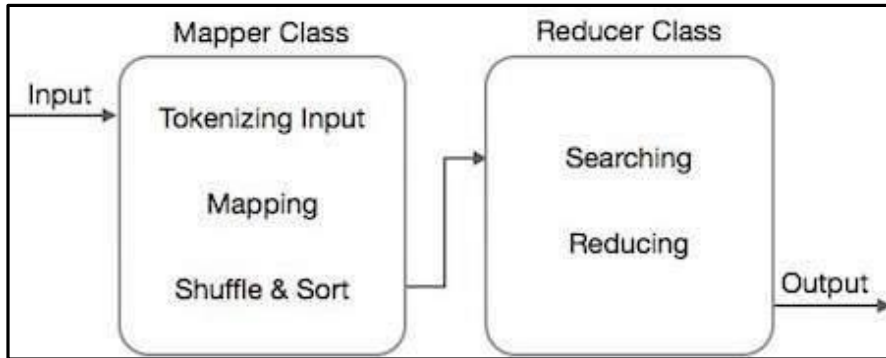 Mapper Class
Reducer Class
Input
Tokenizing Input
Mapping
Shuffle & Sort
Searching
Reducing
Output